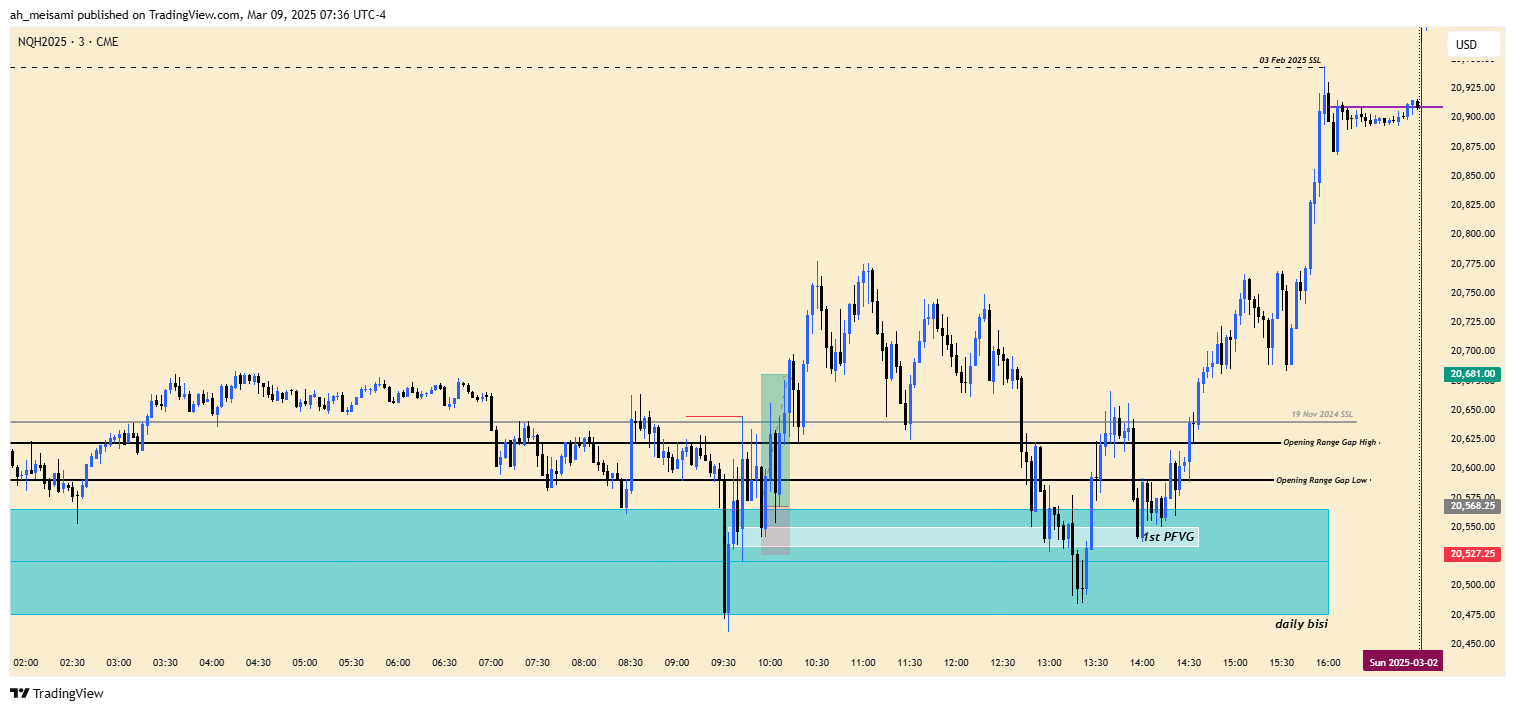 ah_meisami published on TradingView.com, Mar 09, 2025 07:36 UTC-4
NQH2025 · 3 · CME
USD
03 Feb 2025 SSL
20,925.00
20,900.00
20,875.00
20,850.00
20,825.00
20,800.00
20,775.00
20,750.00
20,725.00
20,700.00
20,681.00
19 Nov 2024 SSL
20,650.00
Opening Range Gap High
20,625.00
20,600.00
Opening Range Gap Low
20,575.00
20,568.25
20,550.00
1st PFVG
20,527.25
20,500.00
20,475.00
daily bisi
20,450.00
02:00 02:30 03:00 03:30 04:00 04:30 05:00 05:30 06:00 06:30 07:00 07:30 08:00 08:30 09:00 09:30 10:00 10:30 11:00 11:30 12:00 12:30 13:00 13:30 14:00 14:30 15:00 15:30 16:00 Sun 2025-03-02
TradingView